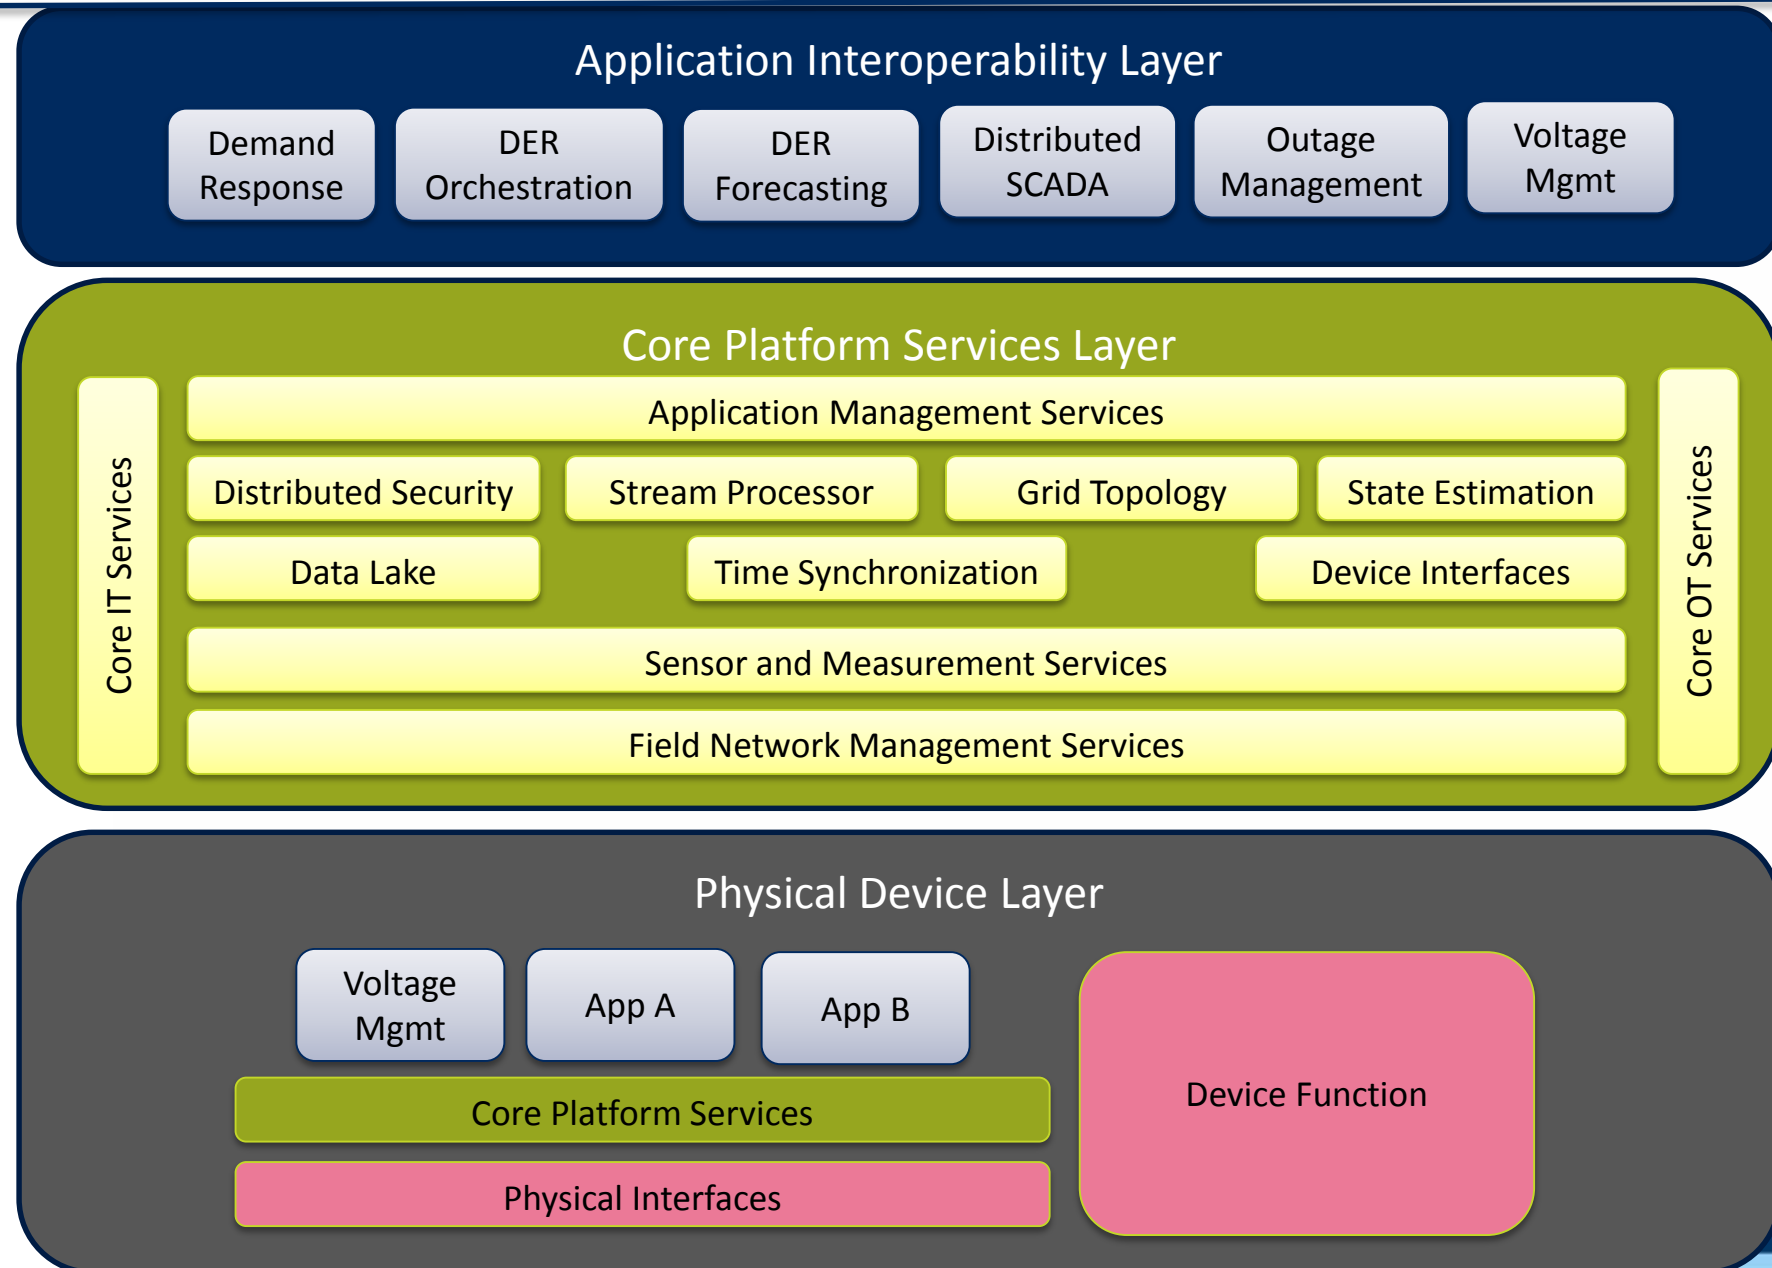 Application Interoperability Layer
Demand
Response
DER
Orchestration
DER
Forecasting
Distributed
SCADA
Outage
Management
Voltage
Mgmt
Core Platform Services Layer
Core IT Services
Application Management Services
Distributed Security
Stream Processor
Grid Topology
State Estimation
Data Lake
Time Synchronization
Device Interfaces
Sensor and Measurement Services
Field Network Management Services
Core OT Services
Physical Device Layer
Voltage
Mgmt
App A
App B
Core Platform Services
Physical Interfaces
Device Function